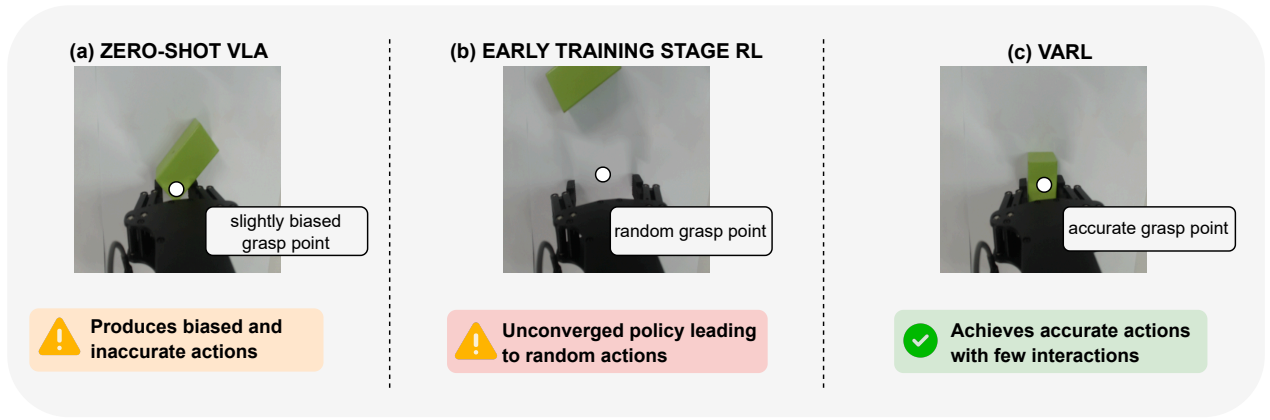 (a) ZERO-SHOT VLA
slightly biased
grasp point
Produces biased and
inaccurate actions
(b) EARLY TRAINING STAGE RL
random grasp point
Unconverged policy leading
to random actions
(c) VARL
accurate grasp point
Achieves accurate actions
with few interactions